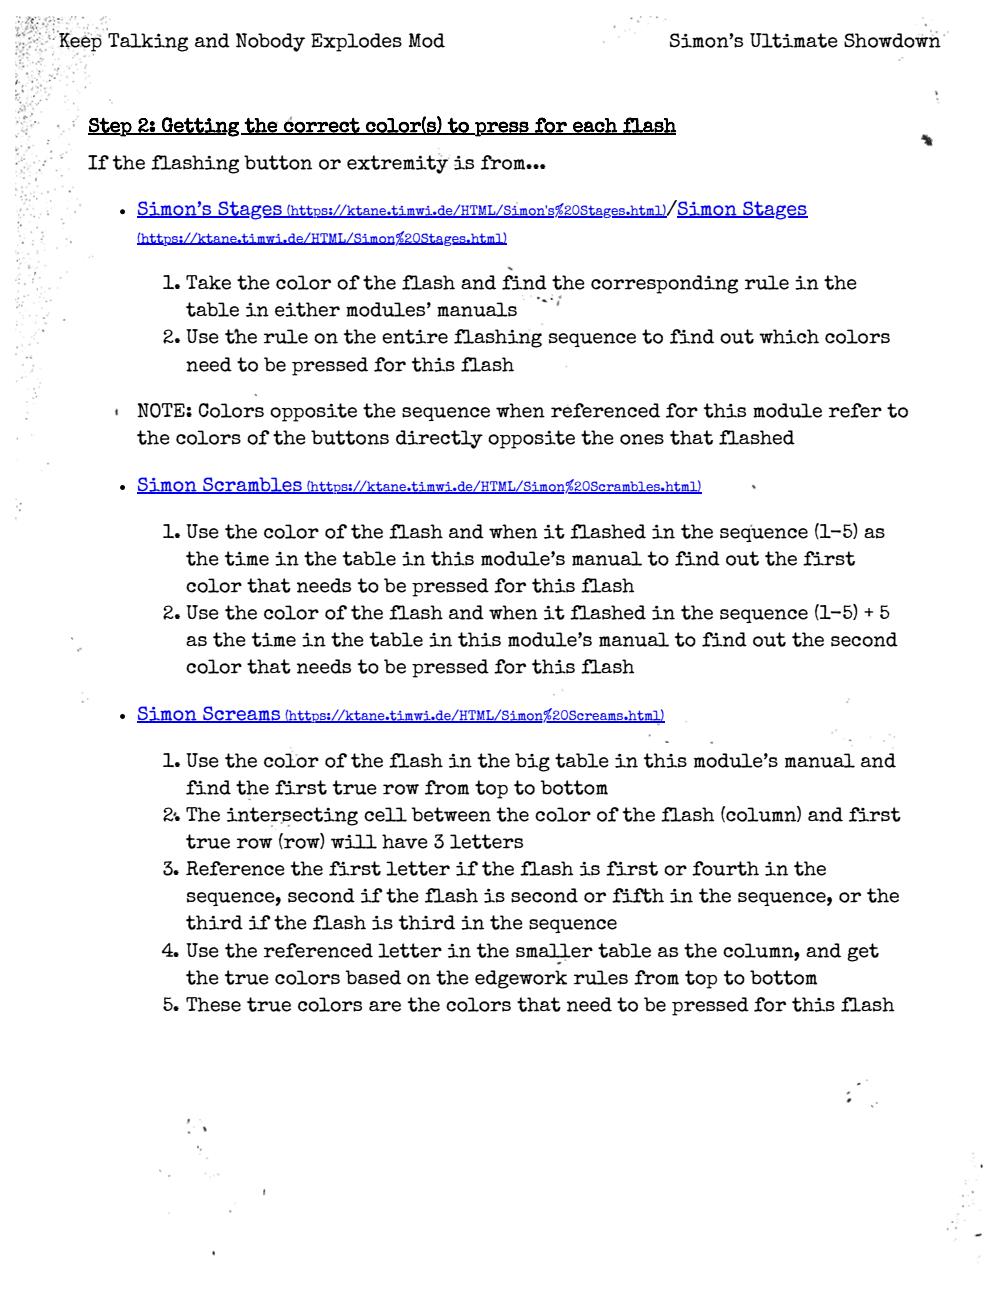 Keep Talking and Nobody Explodes Mod
Simon's Ultimate Showdown
Step 2: Getting the correct color(s) to press for each flash
If the flashing button or extremity is from...
• Simon's Stages (https://ktane.timwi.de/HTML/Simon's%20Stages.html)/Simon Stages
(https://ktane.timwi.de/HTML/Simon%20Stages.html)
1. Take the color of the flash and find the corresponding rule in the
table in either modules' manuals
2. Use the rule on the entire flashing sequence to find out which colors
need to be pressed for this flash
NOTE: Colors opposite the sequence when referenced for this module refer to
the colors of the buttons directly opposite the ones that flashed
• Simon Scrambles (https://ktane.timwi.de/HTML/Simon%20Scrambles.html)
1. Use the color of the flash and when it flashed in the sequence (1-5) as
the time in the table in this module's manual to find out the first
color that needs to be pressed for this flash
2. Use the color of the flash and when it flashed in the sequence (1-5) + 5
as the time in the table in this module's manual to find out the second
color that needs to be pressed for this flash
• Simon Screams (https://ktane.timwi.de/HTML/Simon%20Screams.html)
1. Use the color of the flash in the big table in this module's manual and
find the first true row from top to bottom
2. The intersecting cell between the color of the flash (column) and first
true row (row) will have 3 letters
3. Reference the first letter if the flash is first or fourth in the
sequence, second if the flash is second or fifth in the sequence, or the
third if the flash is third in the sequence
4. Use the referenced letter in the smaller table as the column, and get
the true colors based on the edgework rules from top to bottom
5. These true colors are the colors that need to be pressed for this flash